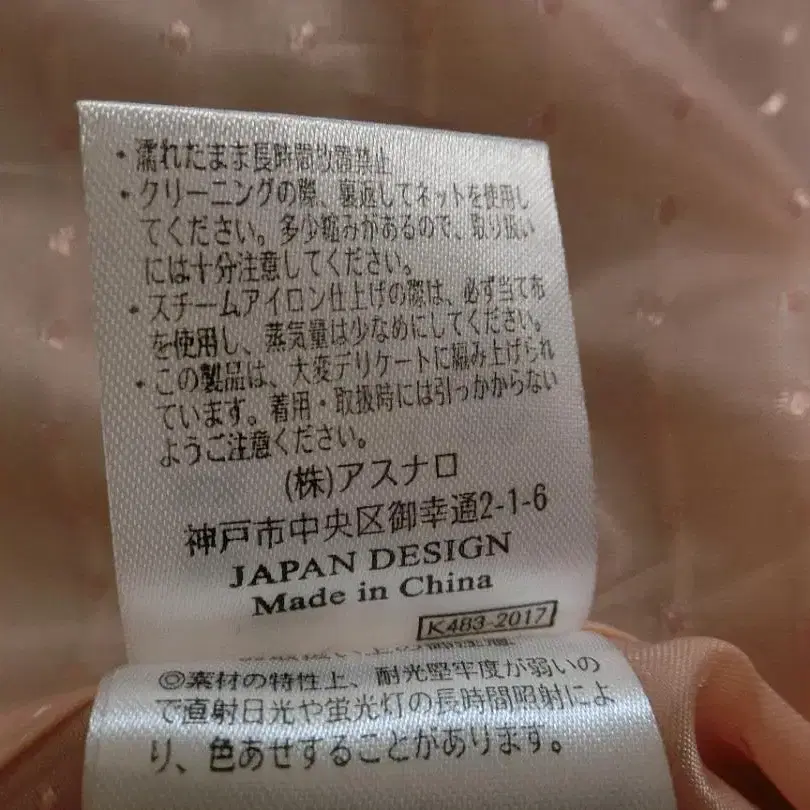 ・濡れたまま長時間放置禁止
・クリーニングの際、裏返してネットを使用し
てください。多少縮みがあるので、取り扱い
には十分注意してください。
・スチームアイロン仕上げの際は、必ず当て布
を使用し、蒸気量は少なめにしてください。
・この製品は、大変デリケートに編み上げられ
ています。着用・取扱時には引っかからない
ようご注意ください。
(株)アスナロ
神戸市中央区御幸通2-1-6
JAPAN DESIGN
Made in China
K483-2017
◎素材の特性上、耐光堅牢度が弱いの
で直射日光や蛍光灯の長時間照射によ
り、色あせすることがあります。